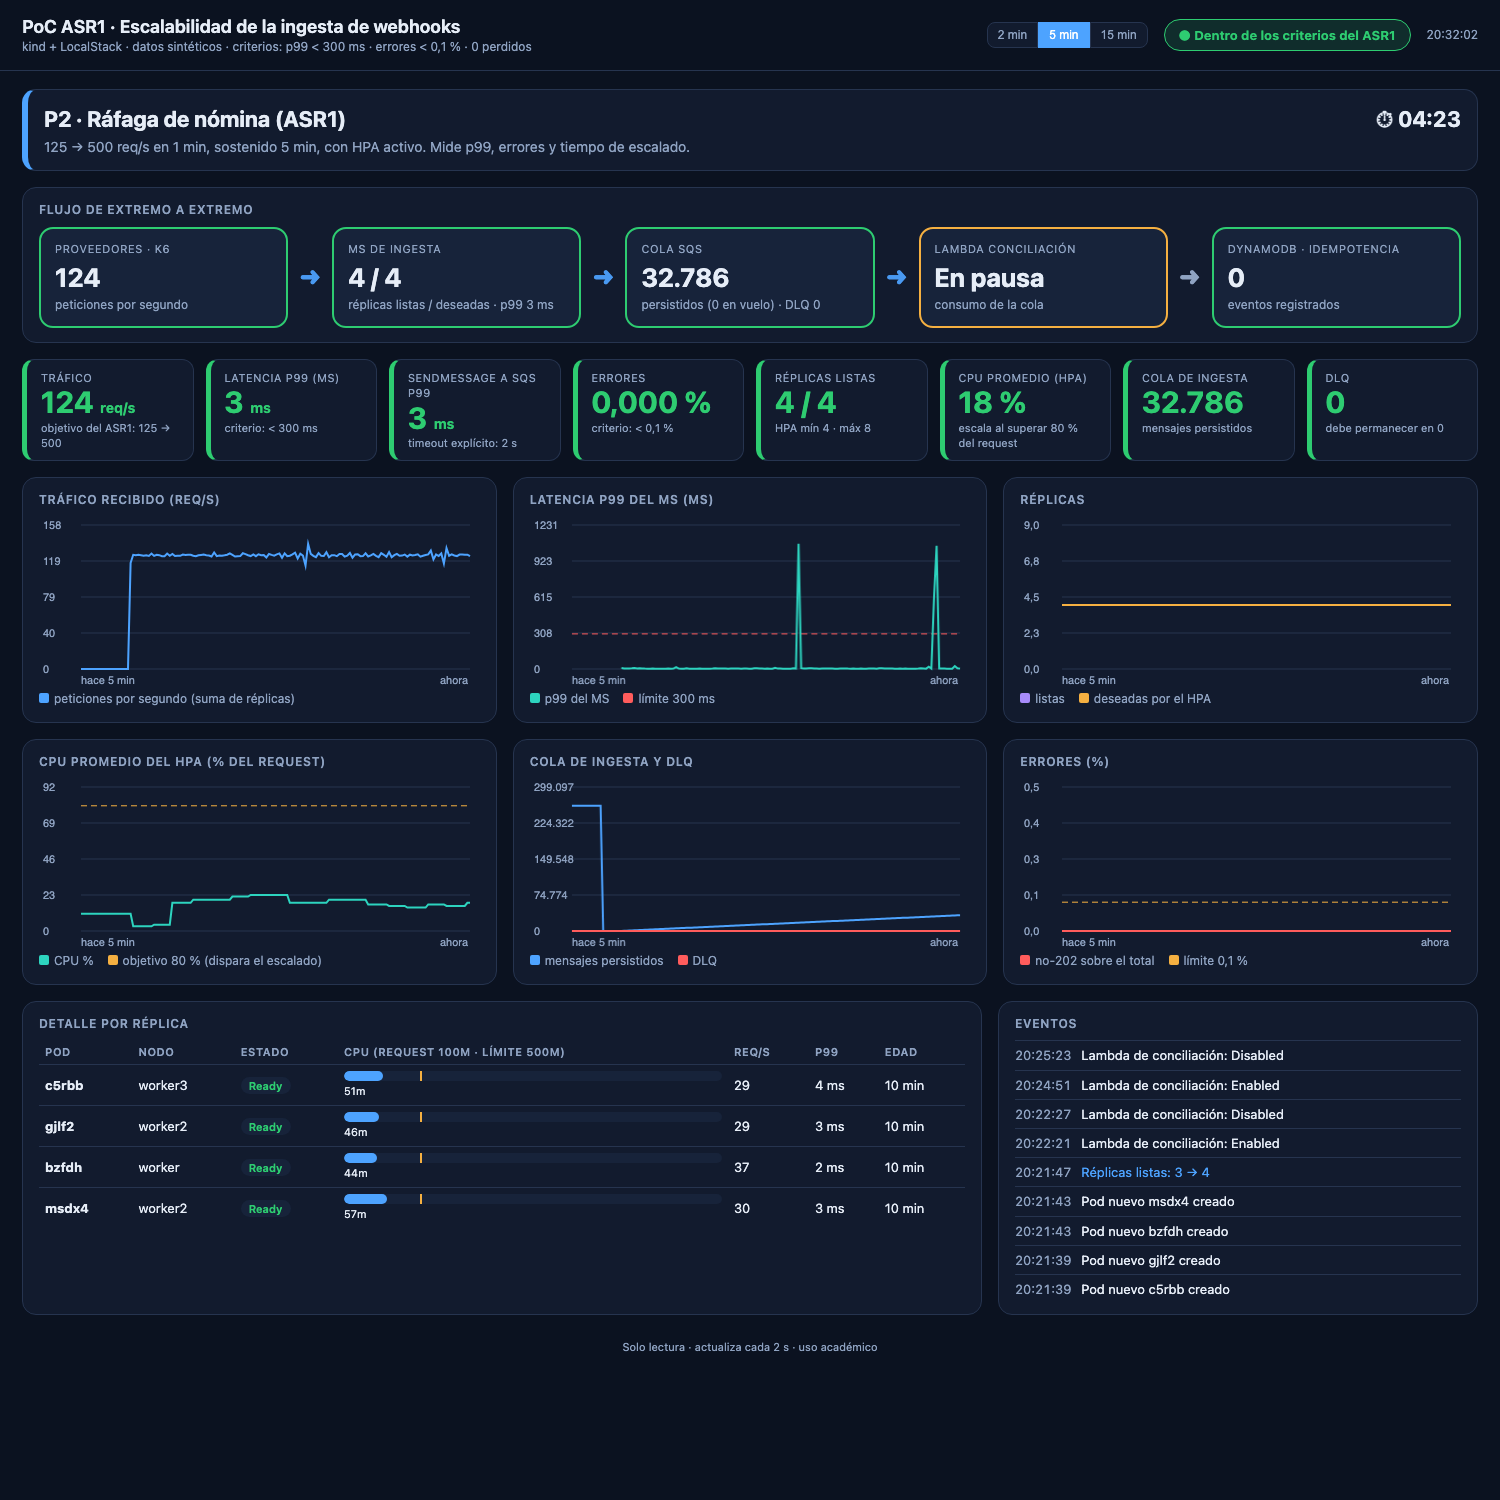 PoC ASR1 · Escalabilidad de la ingesta de webhooks
kind + LocalStack · datos sintéticos · criterios: p99 < 300 ms · errores < 0,1 % · 0 perdidos
2 min 5 min 15 min
Dentro de los criterios del ASR1
20:32:02
P2 · Ráfaga de nómina (ASR1)
⏱ 04:23
125 → 500 req/s en 1 min, sostenido 5 min, con HPA activo. Mide p99, errores y tiempo de escalado.
FLUJO DE EXTREMO A EXTREMO
PROVEEDORES · K6
124
peticiones por segundo
➜
MS DE INGESTA
4 / 4
réplicas listas / deseadas · p99 3 ms
➜
COLA SQS
32.786
persistidos (0 en vuelo) · DLQ 0
➜
LAMBDA CONCILIACIÓN
En pausa
consumo de la cola
➜
DYNAMODB · IDEMPOTENCIA
0
eventos registrados
TRÁFICO
124 req/s
objetivo del ASR1: 125 →
500
LATENCIA P99 (MS)
3 ms
criterio: < 300 ms
SENDMESSAGE A SQS
P99
3 ms
timeout explícito: 2 s
ERRORES
0,000 %
criterio: < 0,1 %
RÉPLICAS LISTAS
4 / 4
HPA mín 4 · máx 8
CPU PROMEDIO (HPA)
18 %
escala al superar 80 %
del request
COLA DE INGESTA
32.786
mensajes persistidos
DLQ
0
debe permanecer en 0
TRÁFICO RECIBIDO (REQ/S)
158
119
79
40
0
hace 5 min ahora
peticiones por segundo (suma de réplicas)
LATENCIA P99 DEL MS (MS)
1231
923
615
308
0
hace 5 min ahora
p99 del MS límite 300 ms
RÉPLICAS
9,0
6,8
4,5
2,3
0,0
hace 5 min ahora
listas deseadas por el HPA
CPU PROMEDIO DEL HPA (% DEL REQUEST)
92
69
46
23
0
hace 5 min ahora
CPU % objetivo 80 % (dispara el escalado)
COLA DE INGESTA Y DLQ
299.097
224.322
149.548
74.774
0
hace 5 min ahora
mensajes persistidos DLQ
ERRORES (%)
0,5
0,4
0,3
0,1
0,0
hace 5 min ahora
no-202 sobre el total límite 0,1 %
DETALLE POR RÉPLICA
POD NODO ESTADO CPU (REQUEST 100M · LÍMITE 500M) REQ/S P99 EDAD
c5rbb worker3 Ready 51m 29 4 ms 10 min
gjlf2 worker2 Ready 46m 29 3 ms 10 min
bzfdh worker Ready 44m 37 2 ms 10 min
msdx4 worker2 Ready 57m 30 3 ms 10 min
EVENTOS
20:25:23 Lambda de conciliación: Disabled
20:24:51 Lambda de conciliación: Enabled
20:22:27 Lambda de conciliación: Disabled
20:22:21 Lambda de conciliación: Enabled
20:21:47 Réplicas listas: 3 → 4
20:21:43 Pod nuevo msdx4 creado
20:21:43 Pod nuevo bzfdh creado
20:21:39 Pod nuevo gjlf2 creado
20:21:39 Pod nuevo c5rbb creado
Solo lectura · actualiza cada 2 s · uso académico